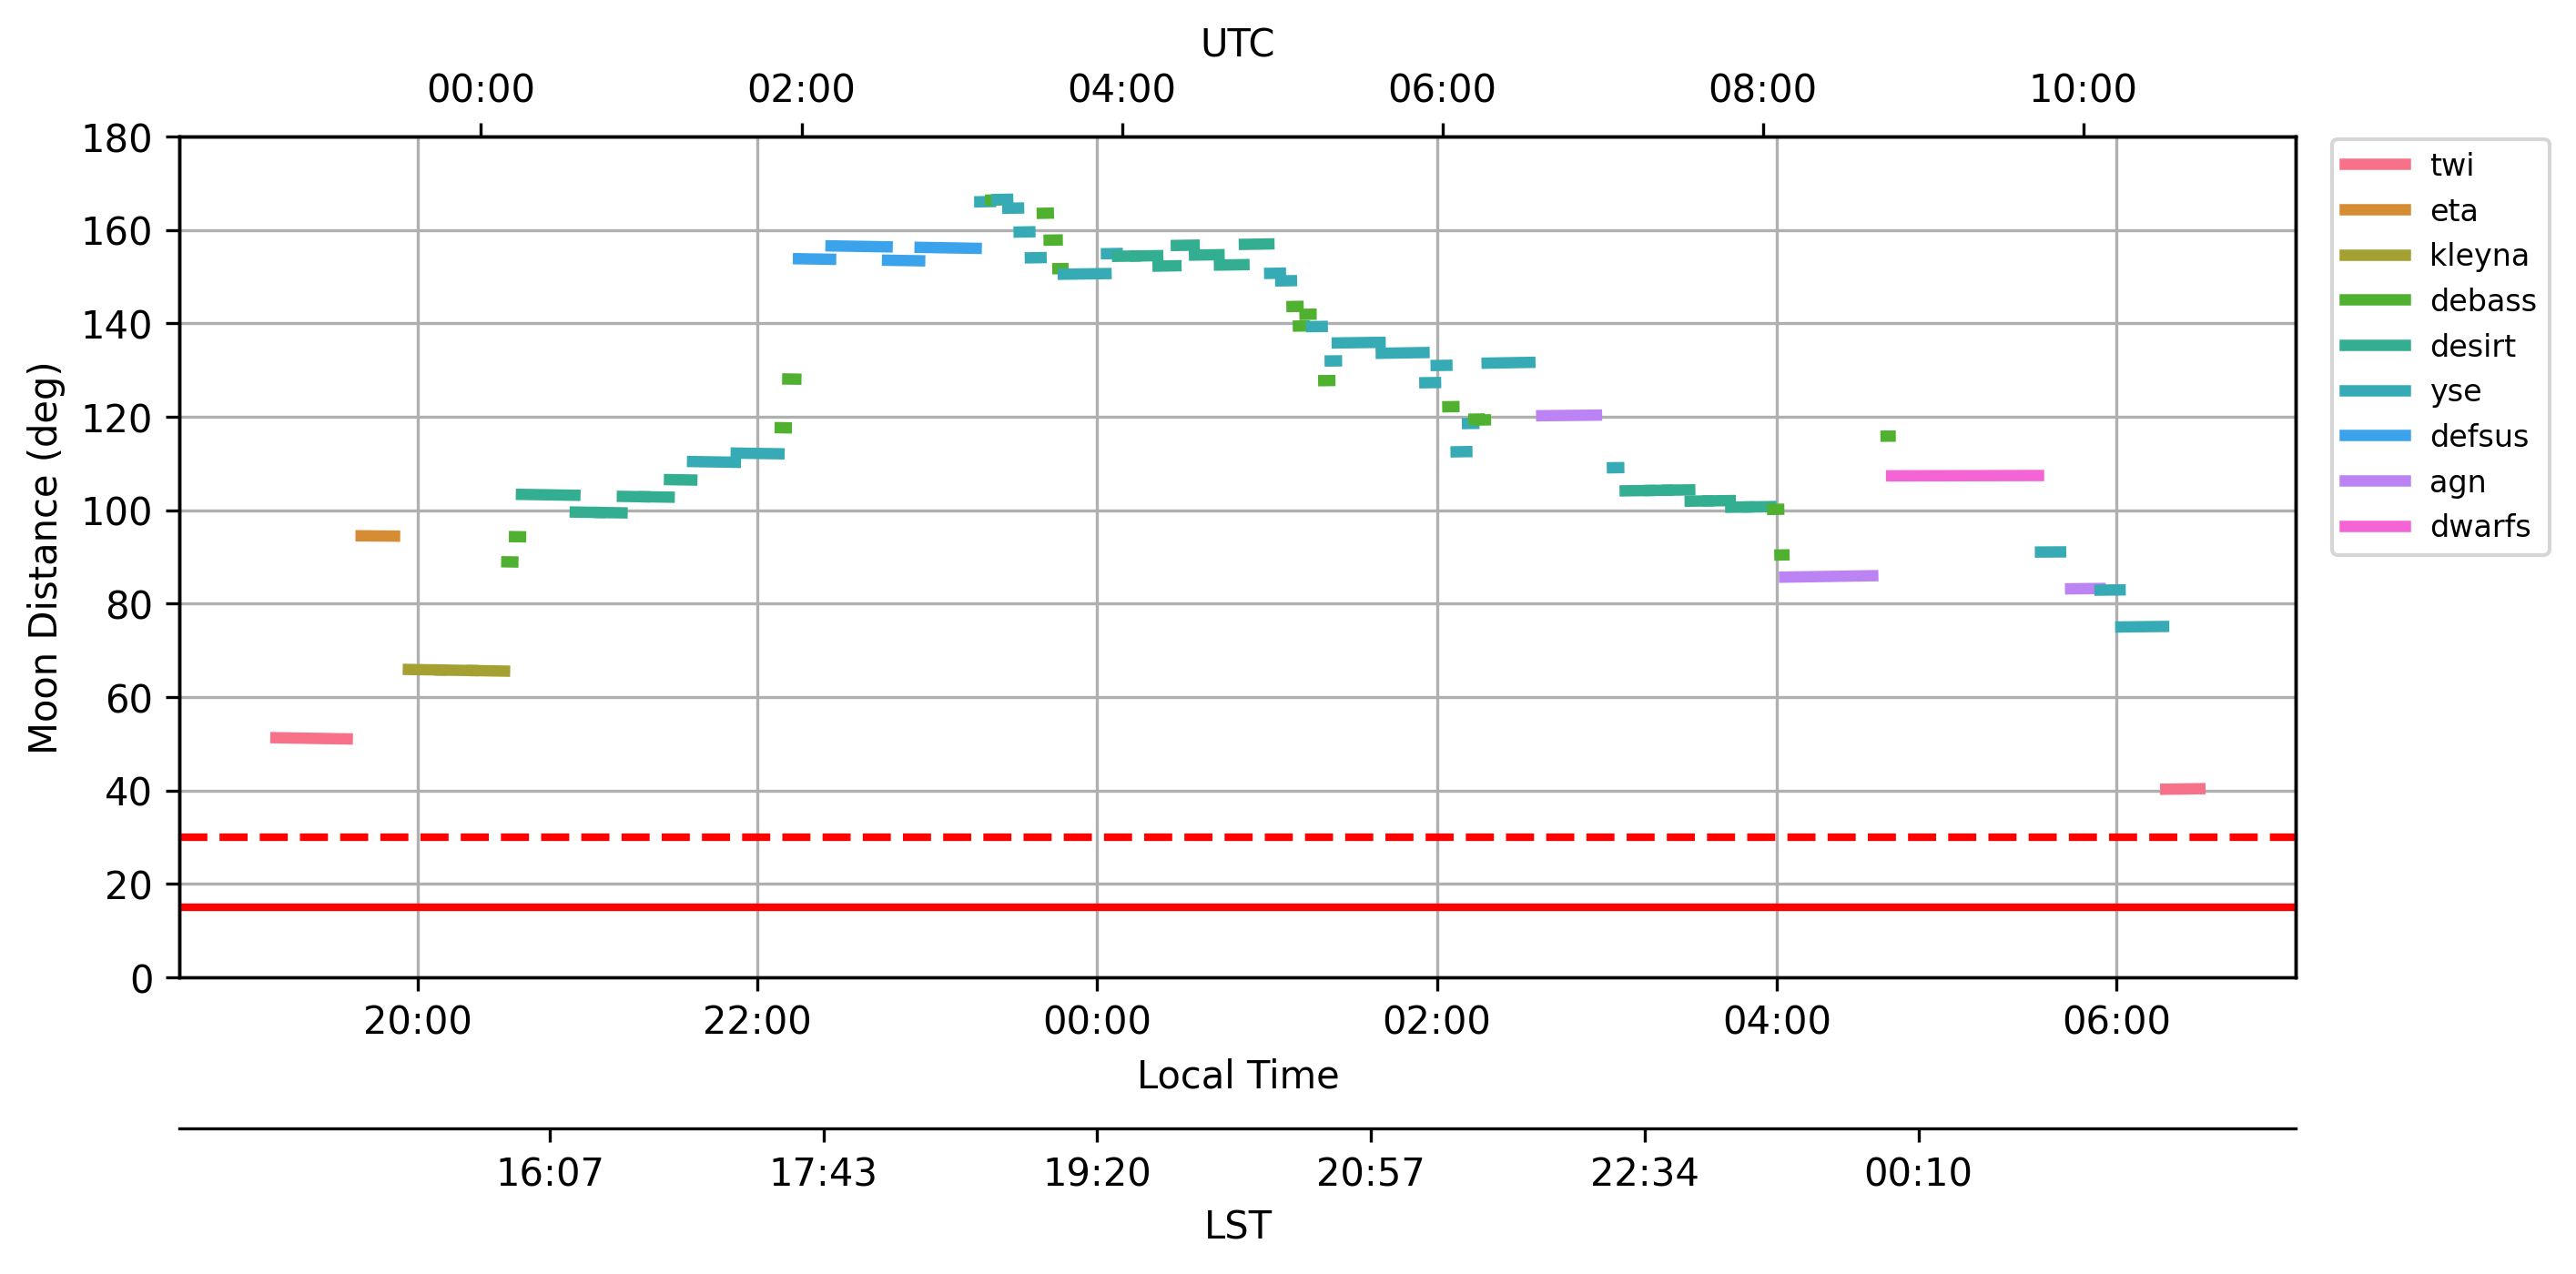 UTC
00:00 02:00 04:00 06:00 08:00 10:00
180
160
140
120
100
80
60
40
20
0
Moon Distance (deg)
twi
eta
kleyna
debass
desirt
yse
defsus
agn
dwarfs
20:00 22:00 00:00 02:00 04:00 06:00
Local Time
16:07 17:43 19:20 20:57 22:34 00:10
LST